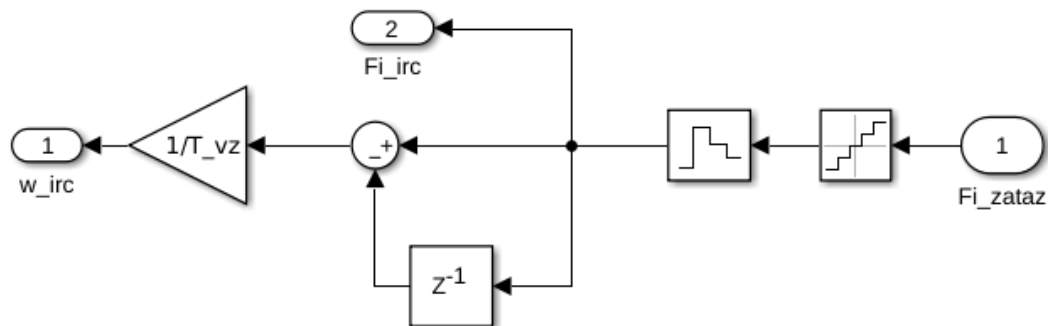 2
Fi_irc
1
w_irc
1/T_vz
−+
1
Fi_zataz
Z⁻¹